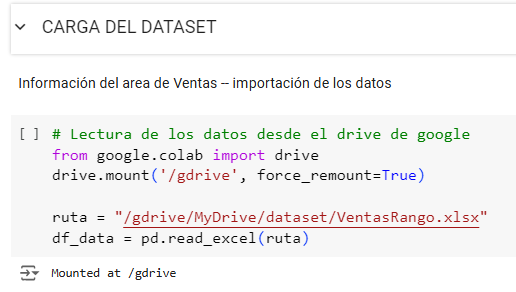 CARGA DEL DATASET
Información del area de Ventas -- importación de los datos
[ ] # Lectura de los datos desde el drive de google
from google.colab import drive
drive.mount('/gdrive', force_remount=True)
ruta = "/gdrive/MyDrive/dataset/VentasRango.xlsx"
df_data = pd.read_excel(ruta)
Mounted at /gdrive